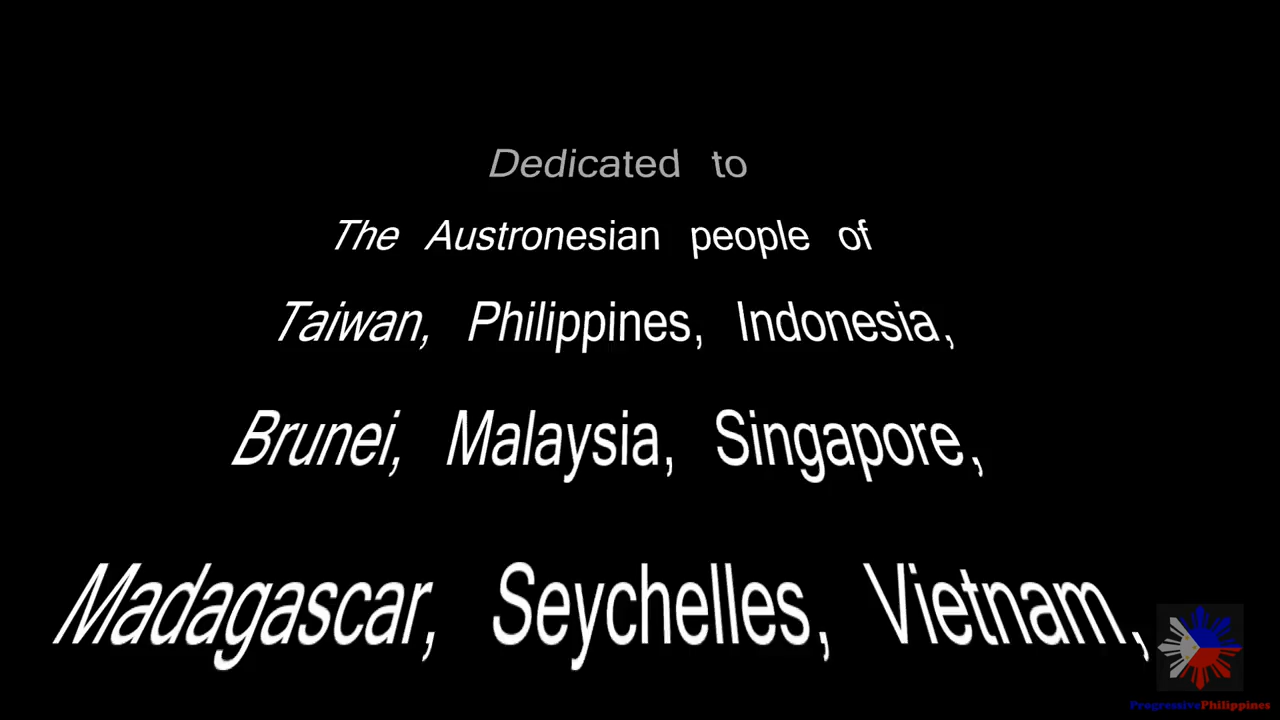 Dedicated to
The Austronesian people of
Taiwan, Philippines, Indonesia,
Brunei, Malaysia, Singapore,
Madagascar, Seychelles, Vietnam,
ProgressivePhilippines